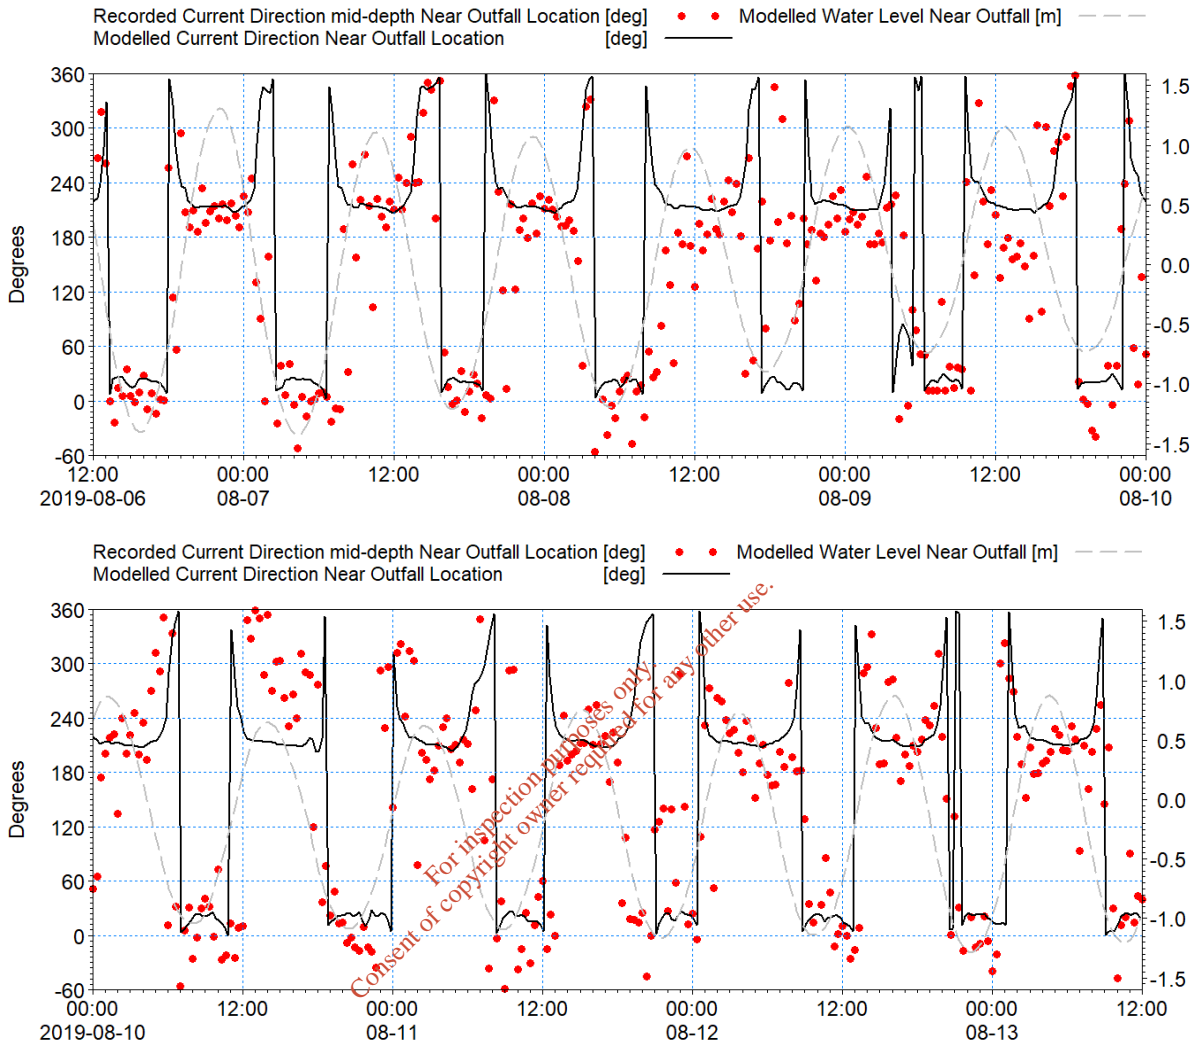 Recorded Current Direction mid-depth Near Outfall Location [deg] Modelled Water Level Near Outfall [m]
Modelled Current Direction Near Outfall Location [deg]
360 1.5
300 1.0
240 0.5
180 0.0
120 -0.5
60 -1.0
0 -1.5
-60
Degrees
12:00 00:00 12:00 00:00 12:00 00:00 12:00 00:00
2019-08-06 08-07 08-08 08-09 08-10
Recorded Current Direction mid-depth Near Outfall Location [deg] Modelled Water Level Near Outfall [m]
Modelled Current Direction Near Outfall Location [deg]
360 1.5
300 1.0
240 0.5
180 0.0
120 -0.5
60 -1.0
0 -1.5
-60
Degrees
00:00 12:00 00:00 12:00 00:00 12:00 00:00 12:00
2019-08-10 08-11 08-12 08-13
For inspection purposes only.
Consent of copyright owner required for any other use.